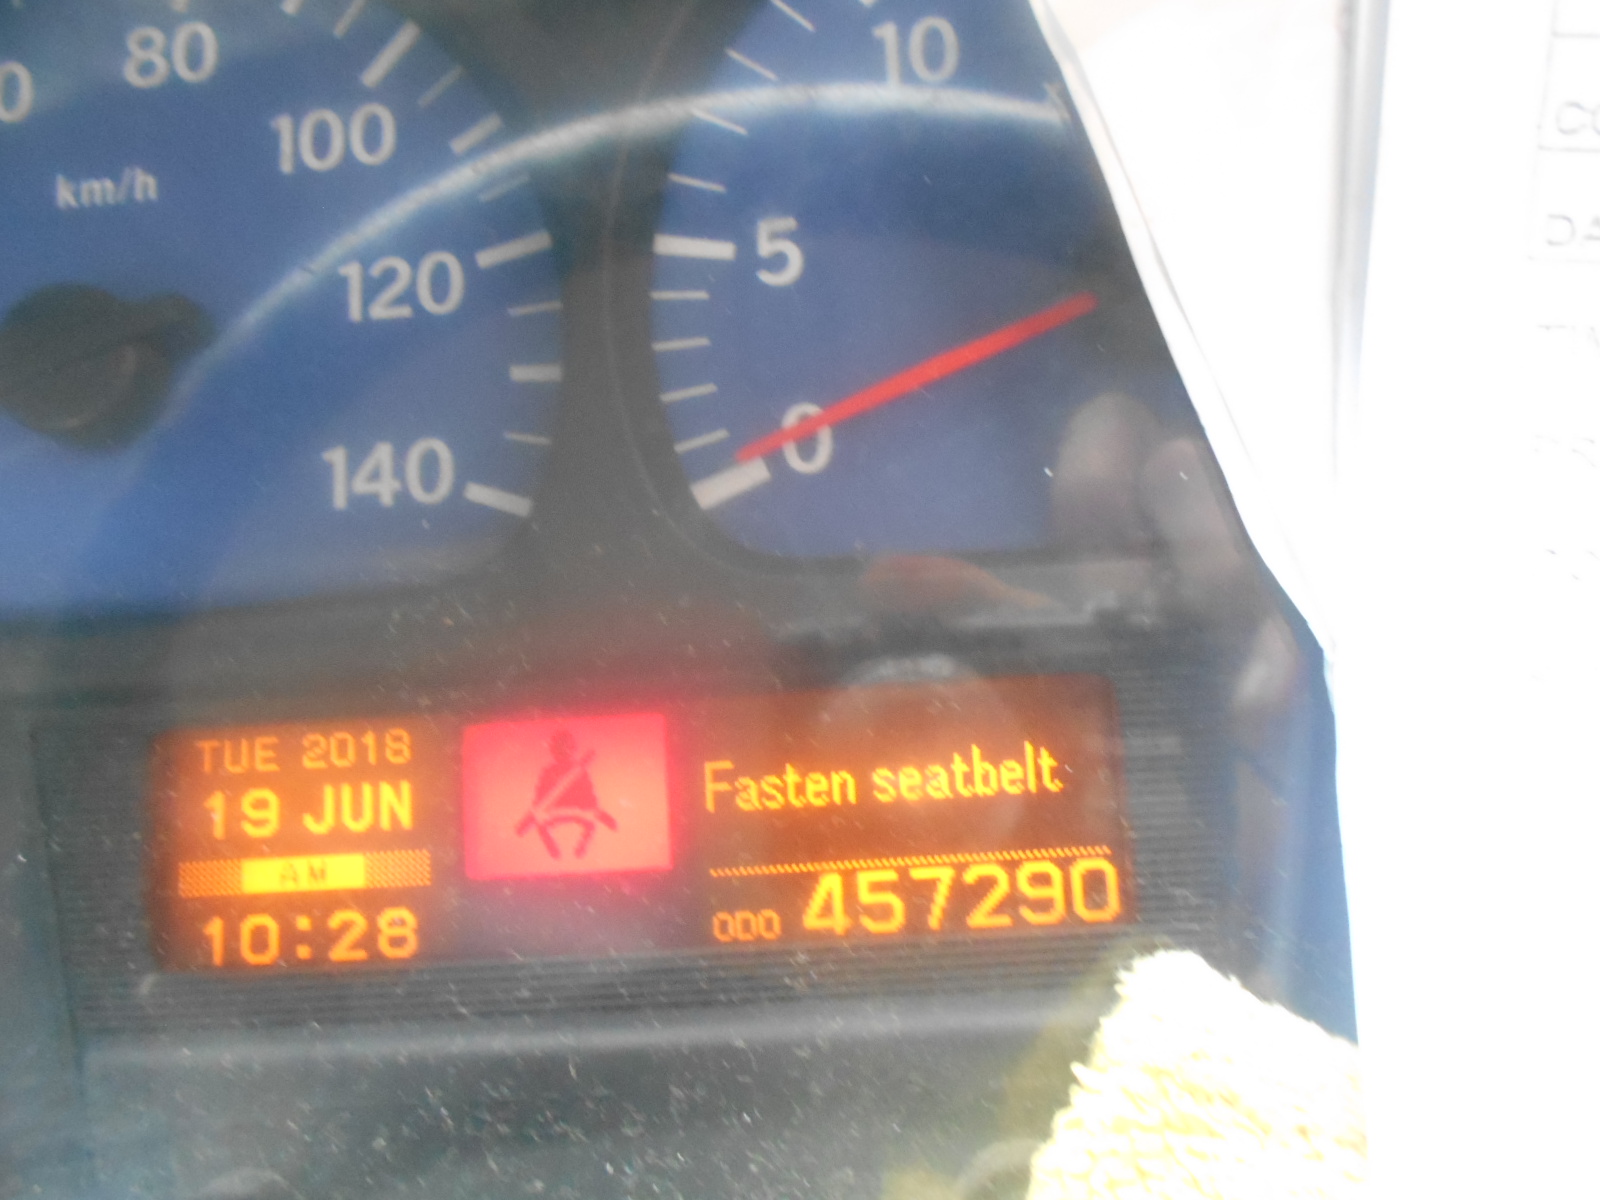 80
10
100
km/h
5
120
0
140
TUE 2018
19 JUN
AM
10:28
Fasten seatbelt
ODO 457290